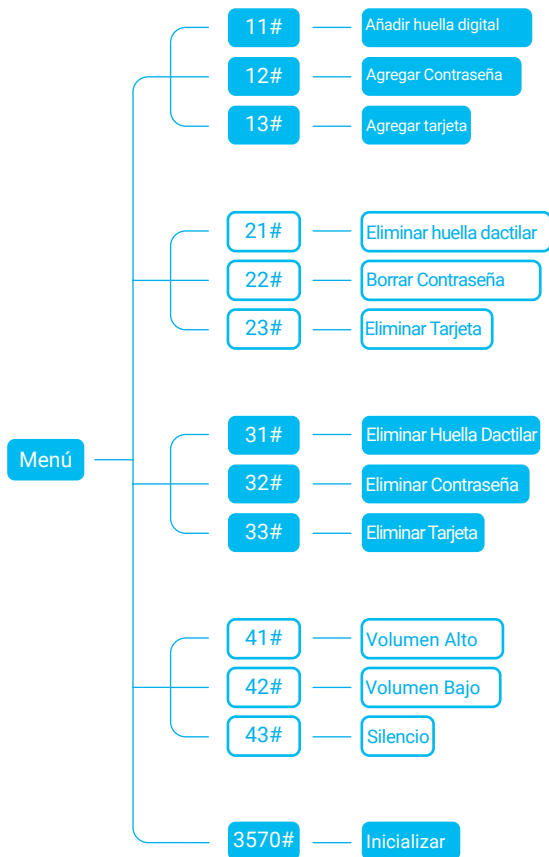 11# Añadir huella digital
12# Agregar Contraseña
13# Agregar tarjeta
21# Eliminar huella dactilar
22# Borrar Contraseña
23# Eliminar Tarjeta
Menú
31# Eliminar Huella Dactilar
32# Eliminar Contraseña
33# Eliminar Tarjeta
41# Volumen Alto
42# Volumen Bajo
43# Silencio
3570# Inicializar